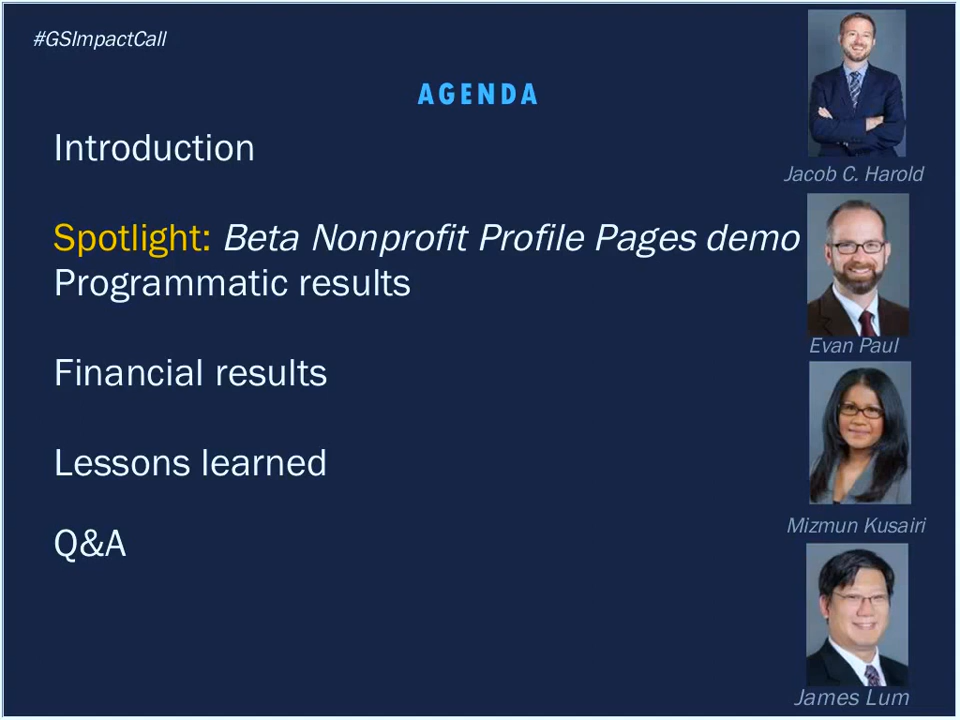 #GSImpactCall
AGENDA
Introduction
Spotlight: Beta Nonprofit Profile Pages demo
Programmatic results
Financial results
Lessons learned
Q&A
Jacob C. Harold
Evan Paul
Mizmun Kusairi
James Lum